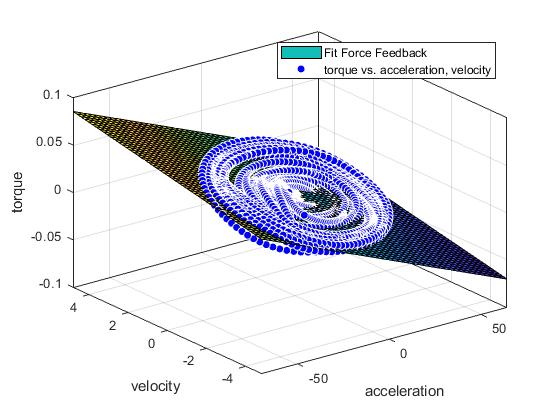 Fit Force Feedback
torque vs. acceleration, velocity
0.1
0.05
0
-0.05
-0.1
torque
4
2
0
-2
-4
velocity
-50
0
50
acceleration